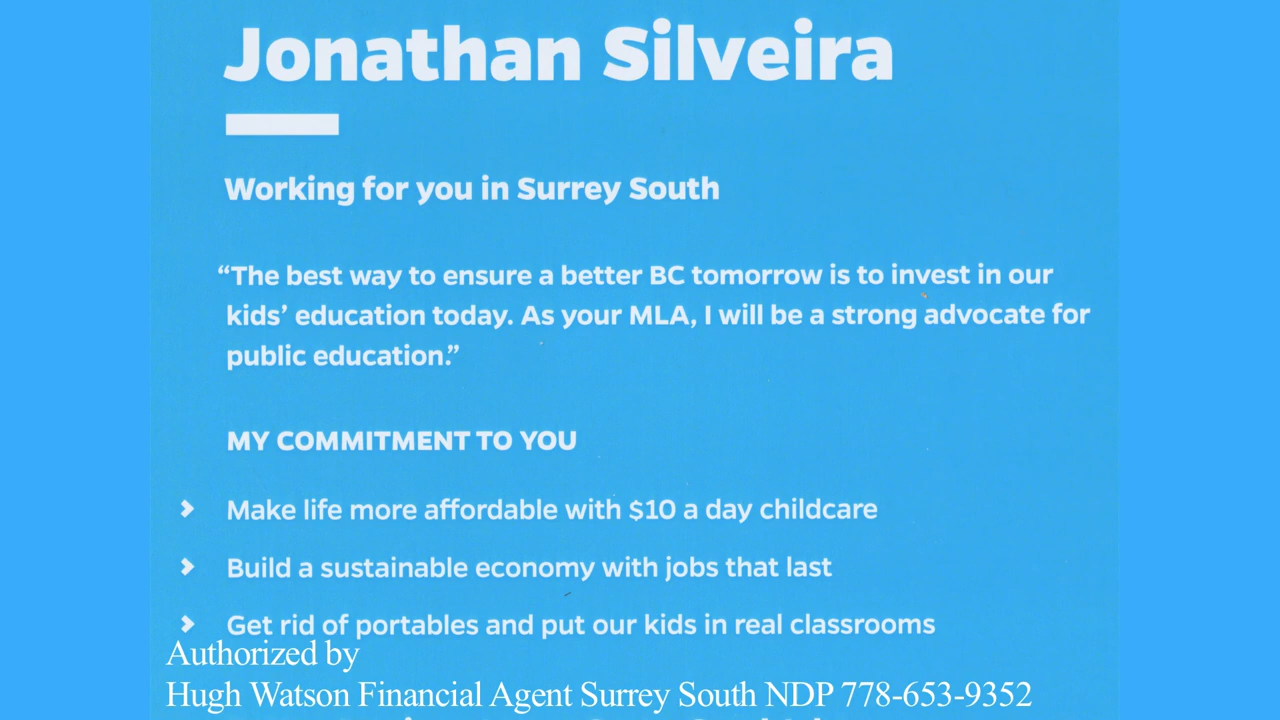 Jonathan Silveira
Working for you in Surrey South
“The best way to ensure a better BC tomorrow is to invest in our
kids’ education today. As your MLA, I will be a strong advocate for
public education.”
MY COMMITMENT TO YOU
Make life more affordable with $10 a day childcare
Build a sustainable economy with jobs that last
Get rid of portables and put our kids in real classrooms
Authorized by
Hugh Watson Financial Agent Surrey South NDP 778-653-9352